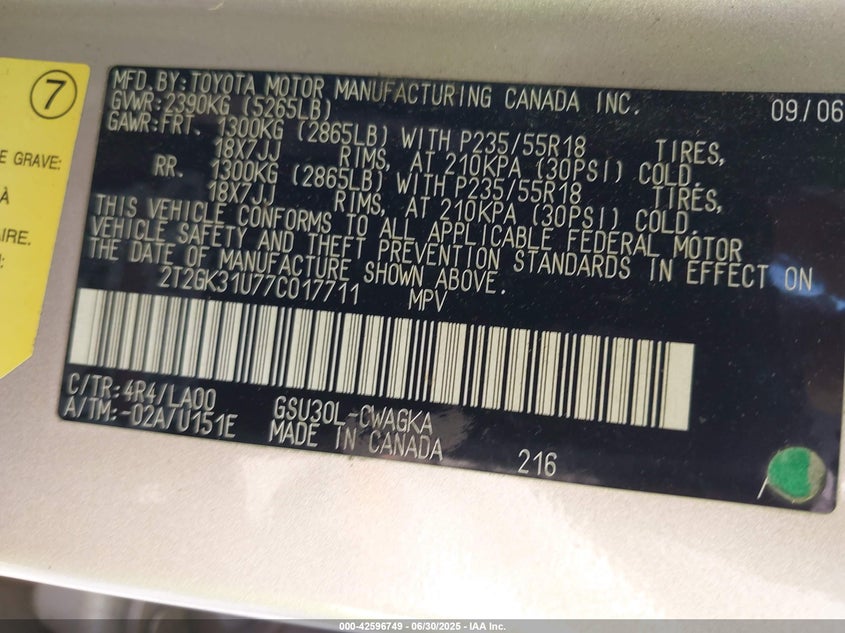 7
E GRAVE:
À
AIRE.
MFD.BY:TOYOTA MOTOR MANUFACTURING CANADA INC. 09/06
GVWR:2390KG (5265LB)
GAWR:FRT. 1300KG (2865LB) WITH P235/55R18 TIRES,
18X7JJ RIMS, AT 210KPA (30PSI) COLD.
RR. 1300KG (2865LB) WITH P235/55R18 TIRES,
18X7JJ RIMS, AT 210KPA (30PSI) COLD.
THIS VEHICLE CONFORMS TO ALL APPLICABLE FEDERAL MOTOR
VEHICLE SAFETY AND THEFT PREVENTION STANDARDS IN EFFECT ON
THE DATE OF MANUFACTURE SHOWN ABOVE.
2T2GK31U77C017711 MPV
C/TR:4R4/LA00 GSU30L-CWAGKA
A/TM:-02A/U151E MADE IN CANADA 216
000-42596749 - 06/30/2025 - IAA Inc.